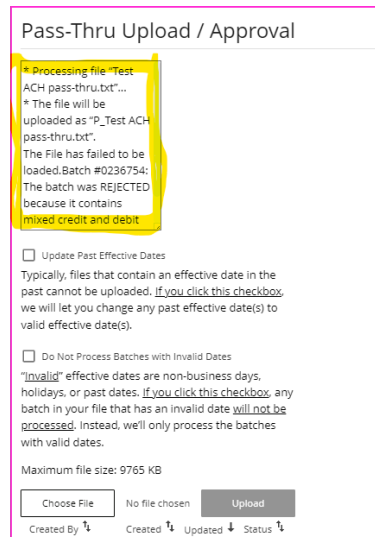 Pass-Thru Upload / Approval
* Processing file “Test
ACH pass-thru.txt”...
* The file will be
uploaded as “P_Test ACH
pass-thru.txt”.
The File has failed to be
loaded.Batch #0236754:
The batch was REJECTED
because it contains
mixed credit and debit
Update Past Effective Dates
Typically, files that contain an effective date in the
past cannot be uploaded. If you click this checkbox,
we will let you change any past effective date(s) to
valid effective date(s).
Do Not Process Batches with Invalid Dates
“Invalid” effective dates are non-business days,
holidays, or past dates. If you click this checkbox, any
batch in your file that has an invalid date will not be
processed. Instead, we’ll only process the batches
with valid dates.
Maximum file size: 9765 KB
Choose File No file chosen Upload
Created By Created Updated Status